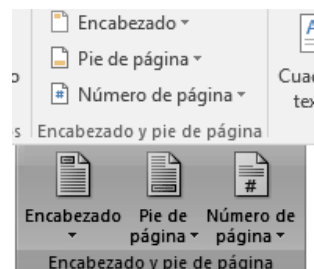 Encabezado
Pie de página
Número de página
Cuad
tex
s Encabezado y pie de página
Encabezado Pie de página Número de página
Encabezado y pie de página